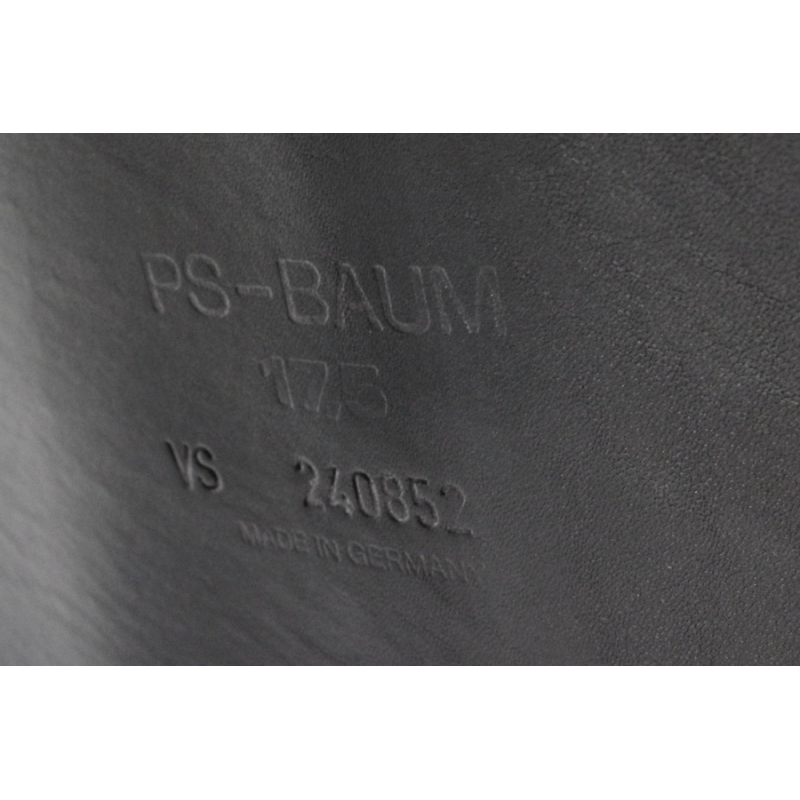 PS-BAUM
17,5
VS 240852
MADE IN GERMANY